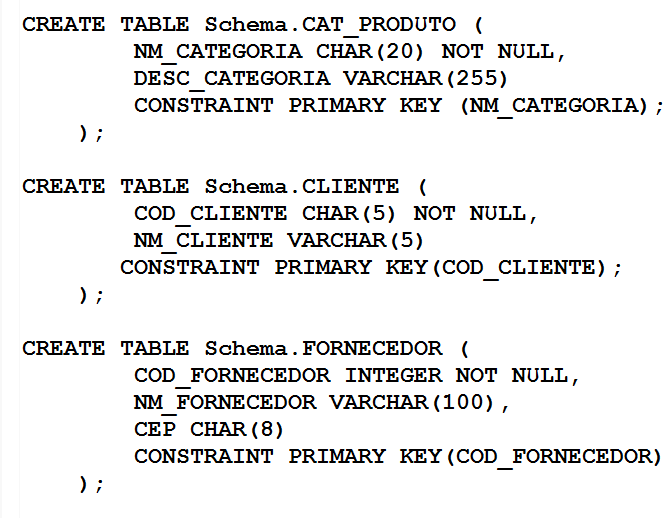 CREATE TABLE Schema.CAT_PRODUTO (
NM_CATEGORIA CHAR(20) NOT NULL,
DESC_CATEGORIA VARCHAR(255)
CONSTRAINT PRIMARY KEY (NM_CATEGORIA);
);
CREATE TABLE Schema.CLIENTE (
COD_CLIENTE CHAR(5) NOT NULL,
NM_CLIENTE VARCHAR(5)
CONSTRAINT PRIMARY KEY(COD_CLIENTE);
);
CREATE TABLE Schema.FORNECEDOR (
COD_FORNECEDOR INTEGER NOT NULL,
NM_FORNECEDOR VARCHAR(100),
CEP CHAR(8)
CONSTRAINT PRIMARY KEY(COD_FORNECEDOR)
);